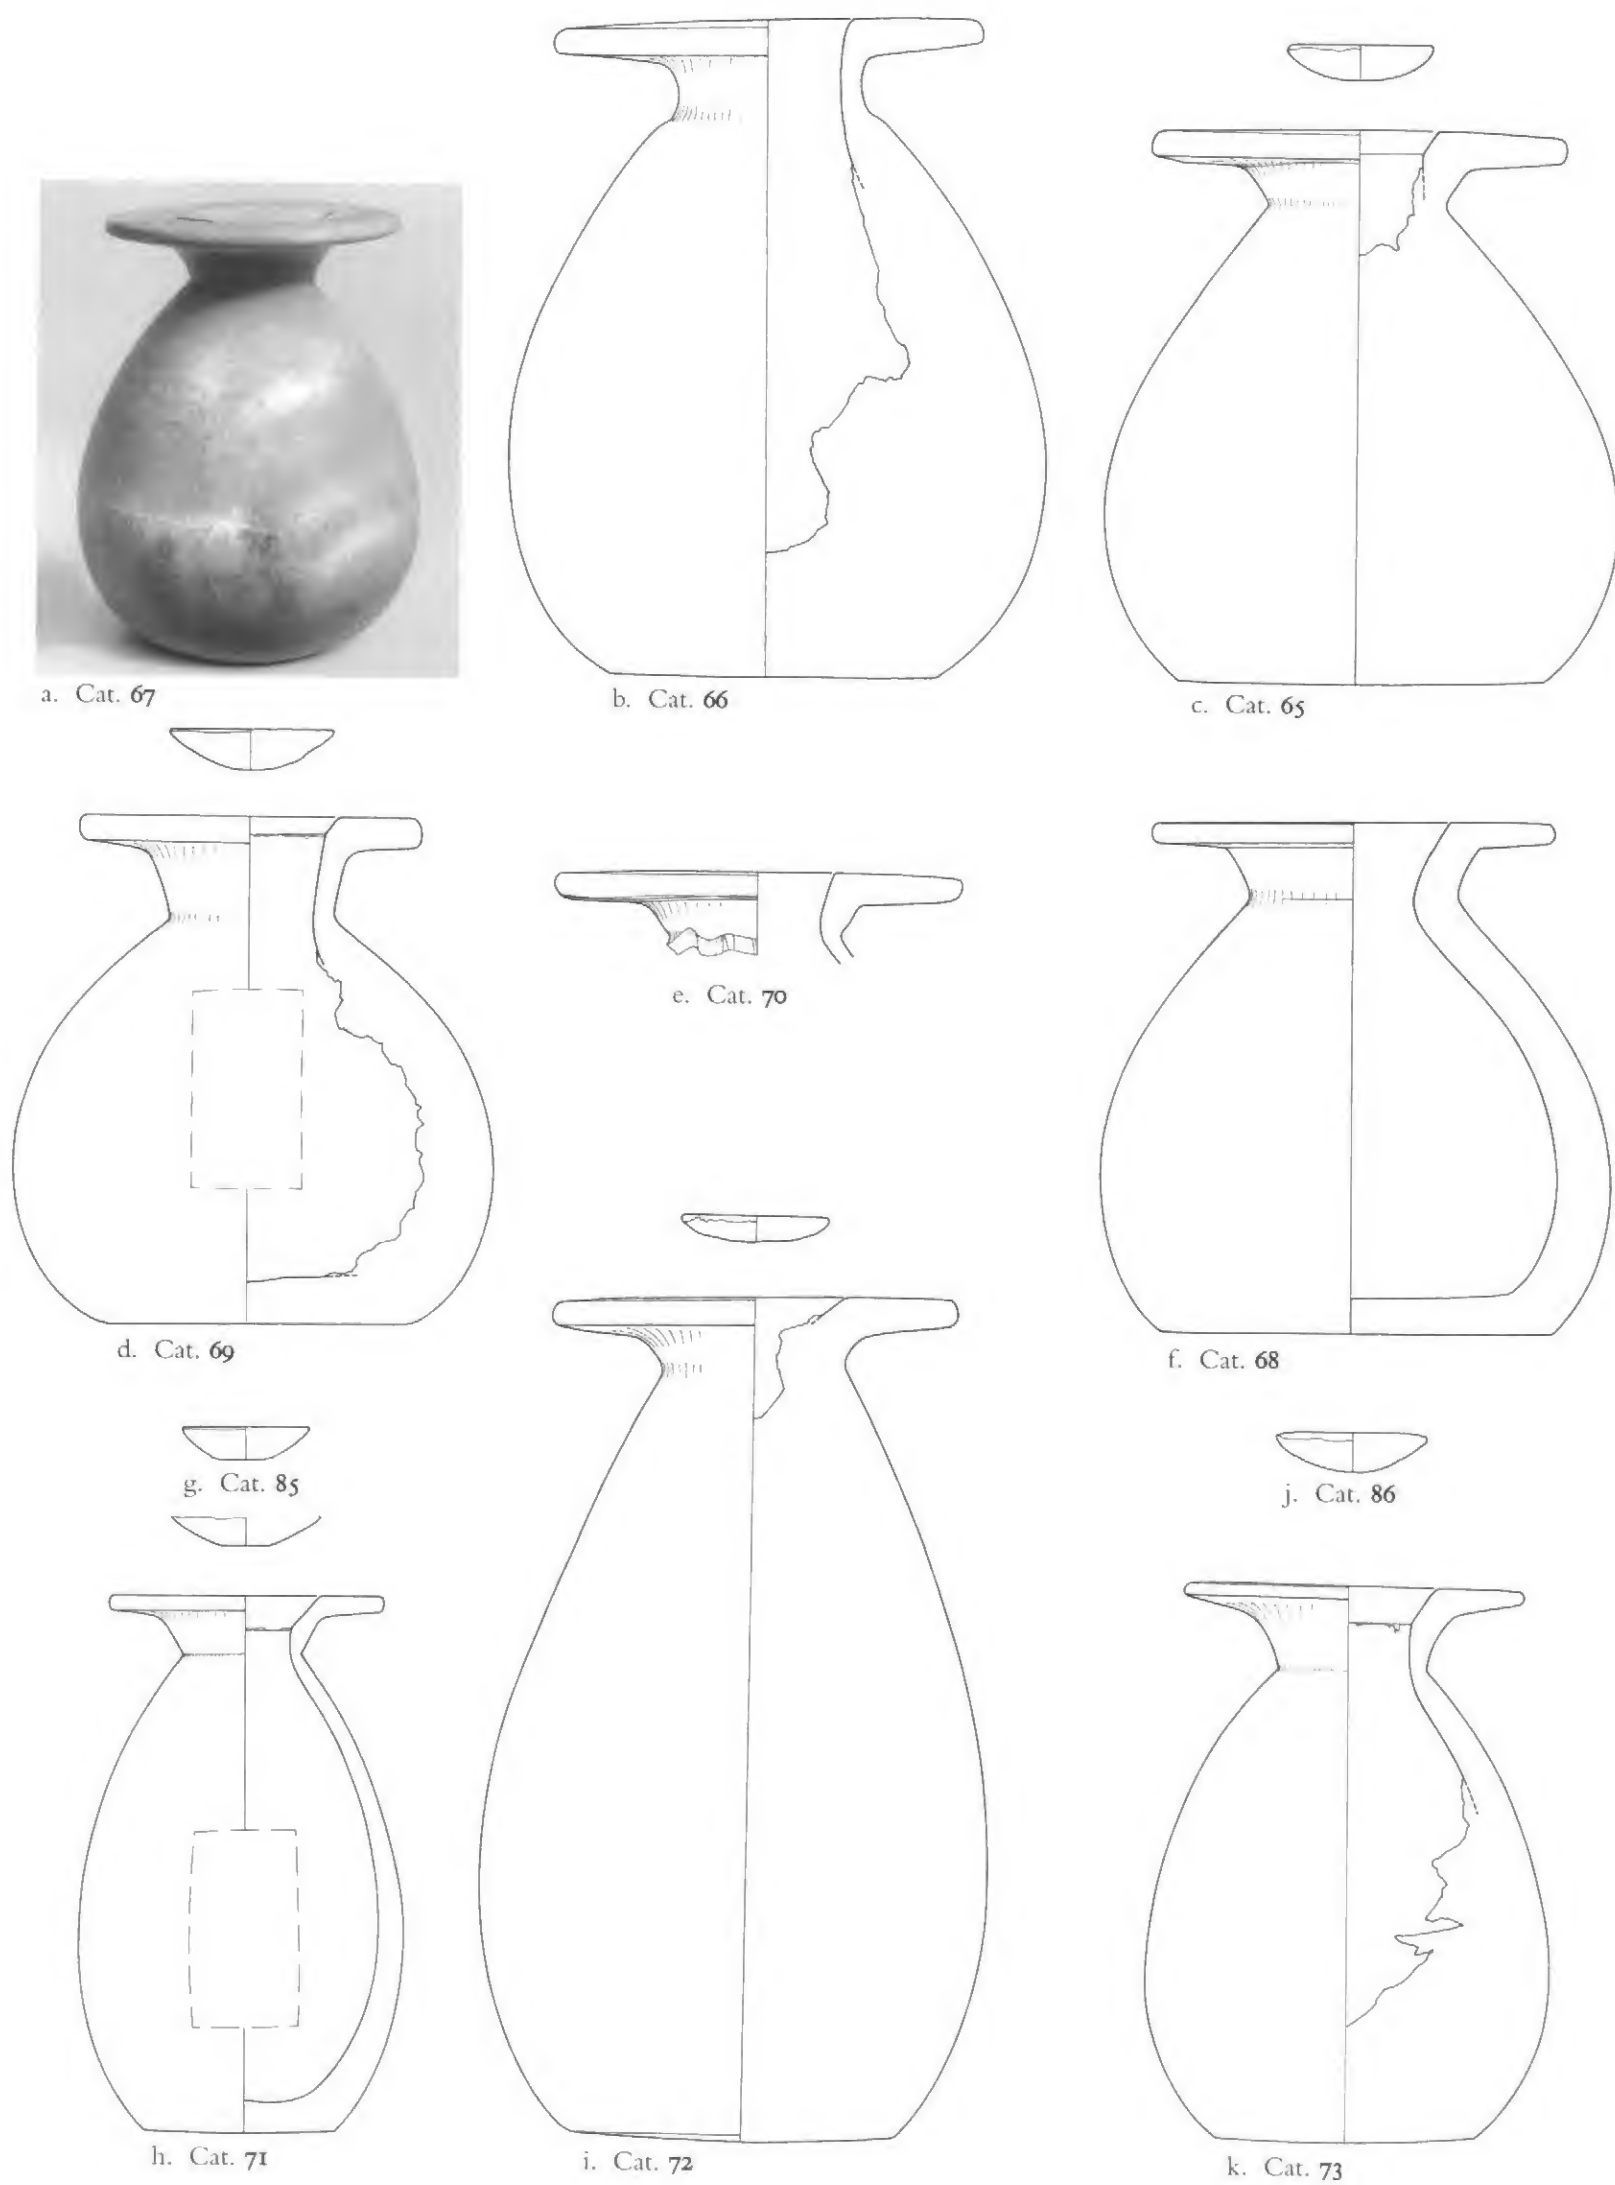 a. Cat. 67
b. Cat. 66
c. Cat. 65
d. Cat. 69
e. Cat. 70
f. Cat. 68
g. Cat. 85
h. Cat. 71
i. Cat. 72
j. Cat. 86
k. Cat. 73